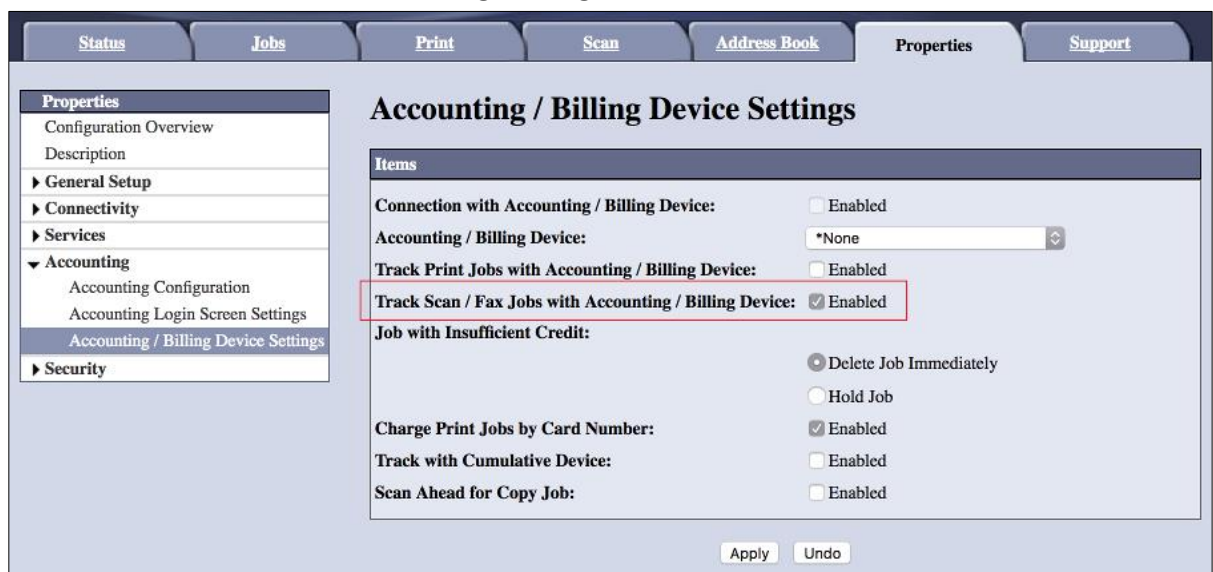 Status Jobs Print Scan Address Book Properties Support
Properties
Configuration Overview
Description
General Setup
Connectivity
Services
Accounting
Accounting Configuration
Accounting Login Screen Settings
Accounting / Billing Device Settings
Security
Accounting / Billing Device Settings
Items
Connection with Accounting / Billing Device: Enabled
Accounting / Billing Device: *None
Track Print Jobs with Accounting / Billing Device: Enabled
Track Scan / Fax Jobs with Accounting / Billing Device: Enabled
Job with Insufficient Credit:
Delete Job Immediately
Hold Job
Charge Print Jobs by Card Number: Enabled
Track with Cumulative Device: Enabled
Scan Ahead for Copy Job: Enabled
Apply Undo